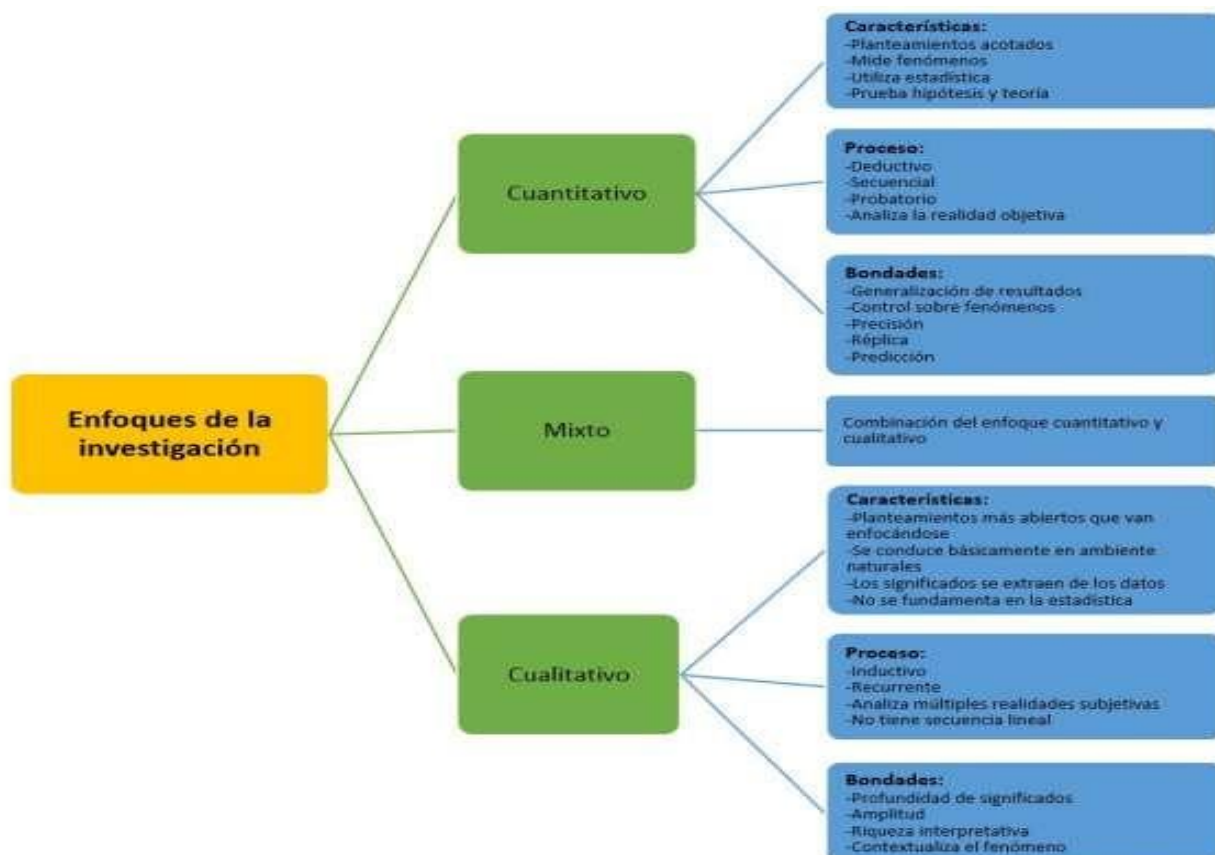 Enfoques de la
investigación
Cuantitativo
Características:
-Planteamientos acotados
-Mide fenómenos
-Utiliza estadística
-Prueba hipótesis y teoría
Proceso:
-Deductivo
-Secuencial
-Probatorio
-Analiza la realidad objetiva
Bondades:
-Generalización de resultados
-Control sobre fenómenos
-Precisión
-Réplica
-Predicción
Mixto
Combinación del enfoque cuantitativo y
cualitativo
Cualitativo
Características:
-Planteamientos más abiertos que van
enfocándose
-Se conduce básicamente en ambiente
naturales
-Los significados se extraen de los datos
-No se fundamenta en la estadística
Proceso:
-Inductivo
-Recurrente
-Analiza múltiples realidades subjetivas
-No tiene secuencia lineal
Bondades:
-Profundidad de significados
-Amplitud
-Riqueza interpretativa
-Contextualiza el fenómeno